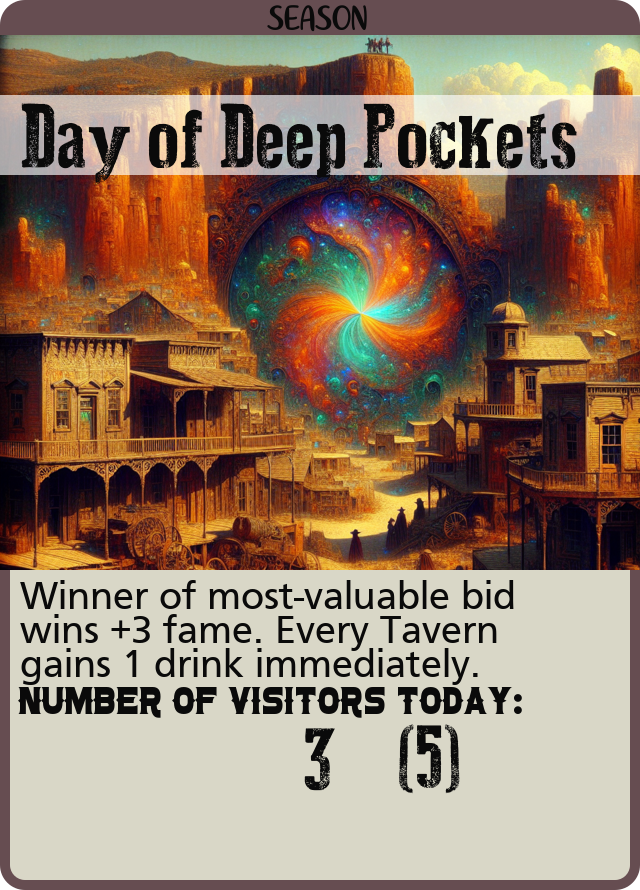 SEASON
Day of Deep Pockets
Winner of most-valuable bid
wins +3 fame. Every Tavern
gains 1 drink immediately.
NUMBER OF VISITORS TODAY:
3 (5)